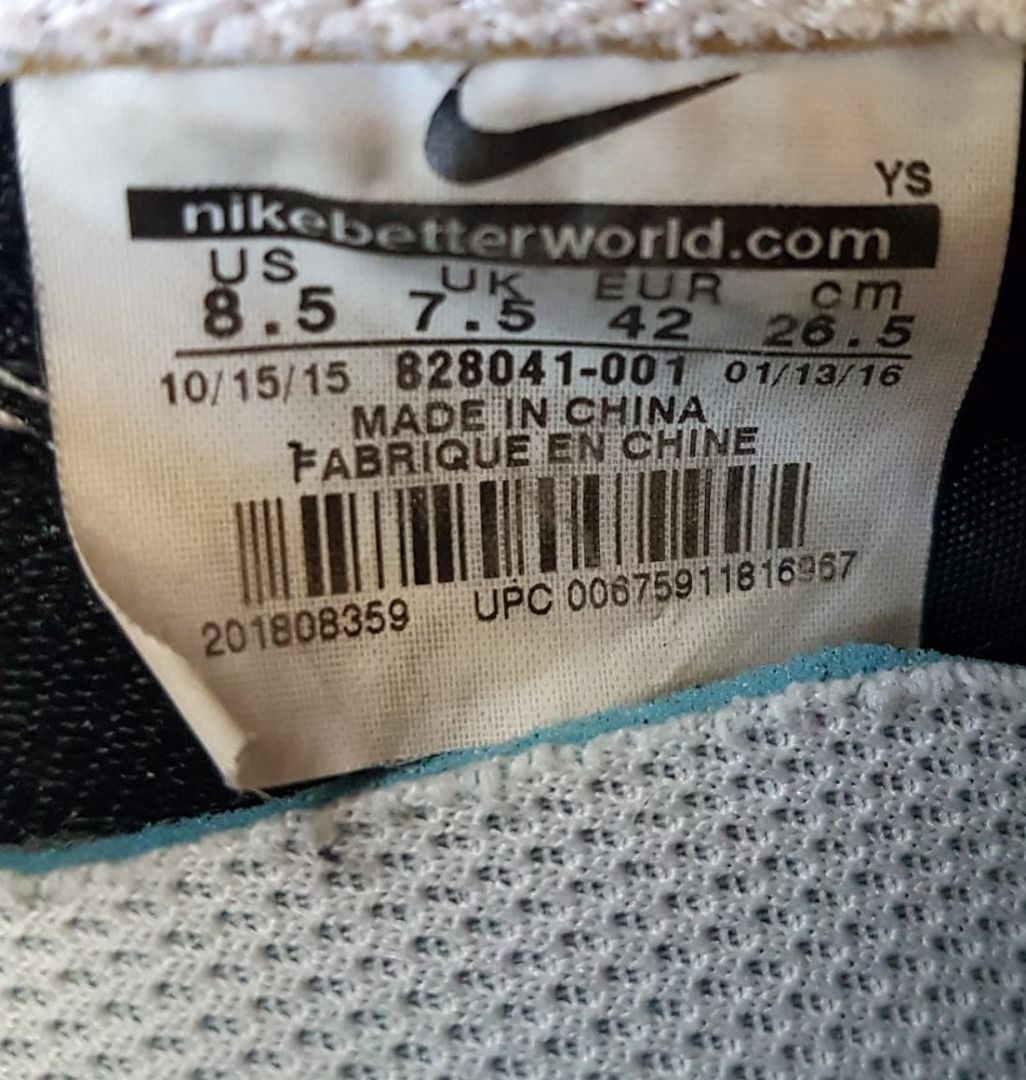 YS
nikebetterworld.com
US UK EUR cm
8.5 7.5 42 26.5
10/15/15 828041-001 01/13/16
MADE IN CHINA
FABRIQUE EN CHINE
201808359 UPC 00675911816967